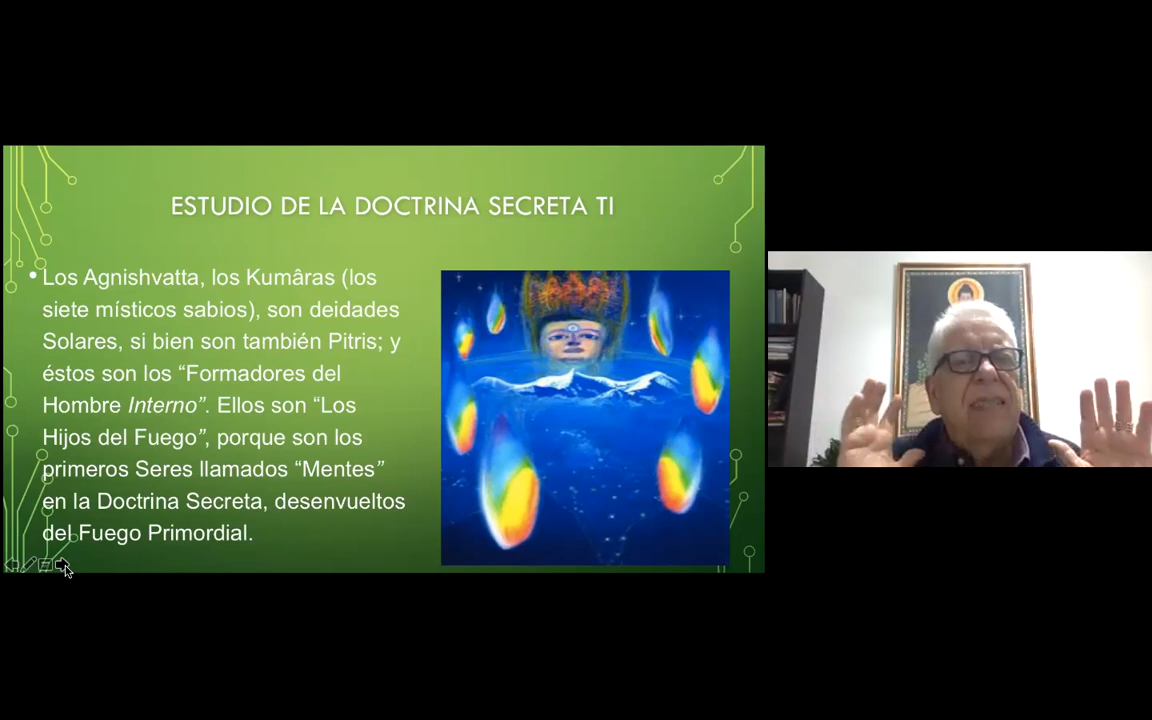 ESTUDIO DE LA DOCTRINA SECRETA TI
• Los Agnishvatta, los Kumâras (los
siete místicos sabios), son deidades
Solares, si bien son también Pitris; y
éstos son los “Formadores del
Hombre Interno”. Ellos son “Los
Hijos del Fuego”, porque son los
primeros Seres llamados “Mentes”
en la Doctrina Secreta, desenvueltos
del Fuego Primordial.